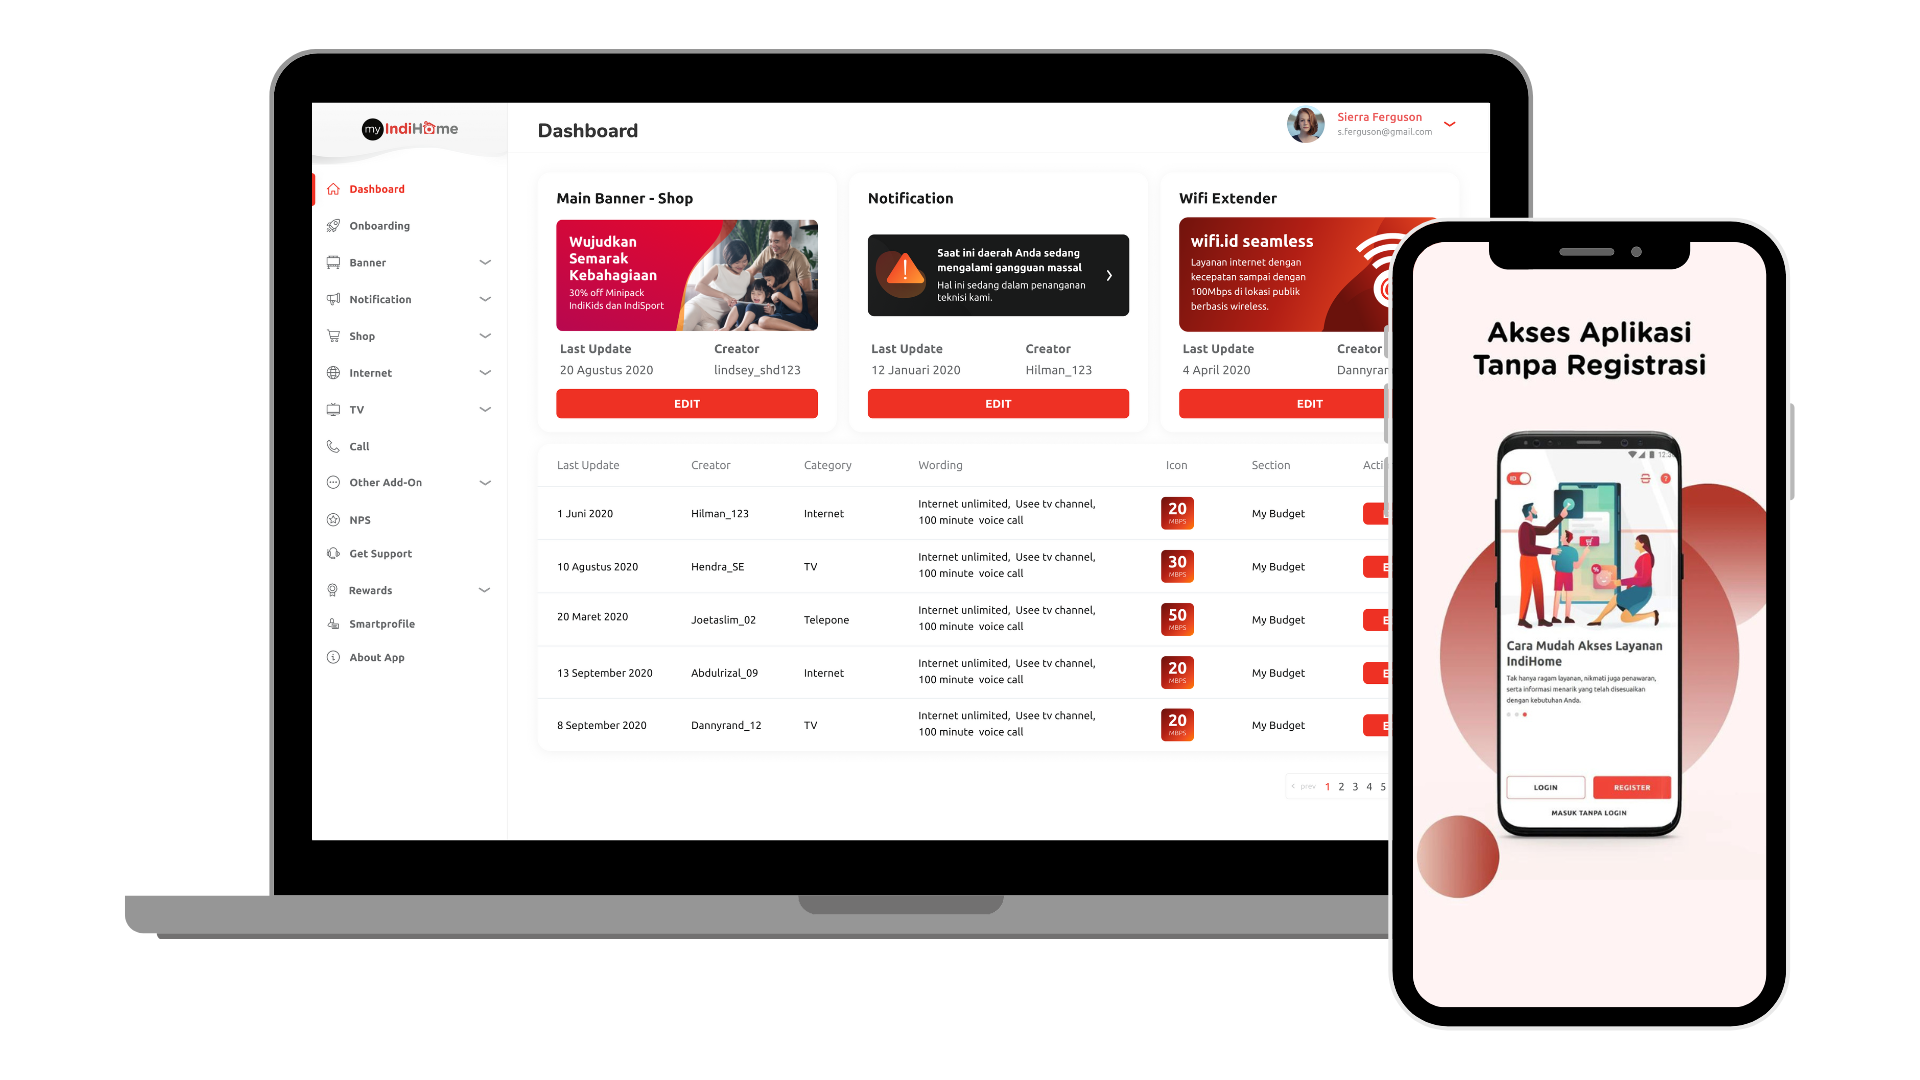 my IndiHome
Dashboard
Onboarding
Banner
Notification
Shop
Internet
TV
Call
Other Add-On
NPS
Get Support
Rewards
Smartprofile
About App
Dashboard
Sierra Ferguson
s.ferguson@gmail.com
Main Banner - Shop
Wujudkan
Semarak
Kebahagiaan
30% off Minipack
IndiKids dan IndiSport
Last Update Creator
20 Agustus 2020 lindsey_shd123
EDIT
Notification
Saat ini daerah Anda sedang
mengalami gangguan massal
Hal ini sedang dalam penanganan
teknisi kami.
Last Update Creator
12 Januari 2020 Hilman_123
EDIT
Wifi Extender
wifi.id seamless
Layanan internet dengan
kecepatan sampai dengan
100Mbps di lokasi publik
berbasis wireless.
Last Update Creator
4 April 2020 Dannyran
EDIT
Last Update Creator Category Wording Icon Section Acti
1 Juni 2020 Hilman_123 Internet Internet unlimited, Usee tv channel, 20 My Budget
100 minute voice call MBPS
10 Agustus 2020 Hendra_SE TV Internet unlimited, Usee tv channel, 30 My Budget
100 minute voice call MBPS
20 Maret 2020 Joetaslim_02 Telepone Internet unlimited, Usee tv channel, 50 My Budget
100 minute voice call MBPS
13 September 2020 Abdulrizal_09 Internet Internet unlimited, Usee tv channel, 20 My Budget
100 minute voice call MBPS
8 September 2020 Dannyrand_12 TV Internet unlimited, Usee tv channel, 20 My Budget
100 minute voice call MBPS
prev 1 2 3 4 5
Akses Aplikasi
Tanpa Registrasi
ID
Cara Mudah Akses Layanan
IndiHome
Tak hanya ragam layanan, nikmati juga penawaran,
serta informasi menarik yang telah disesuaikan
dengan kebutuhan Anda.
LOGIN REGISTER
MASUK TANPA LOGIN